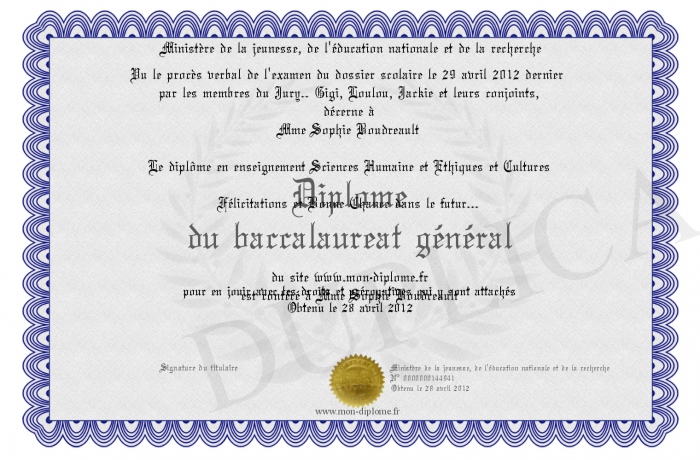 Ministère de la jeunesse, de l'éducation nationale et de la recherche
Vu le procès verbal de l'examen du dossier scolaire le 29 avril 2012 dernier
par les membres du Jury.. Gigi, Loulou, Jackie et leurs conjoints,
décerne à
Mme Sophie Boudreault
Le diplôme en enseignement Sciences Humaine et Ethiques et Cultures
Diplome
Félicitations et Bonne Chance dans le futur...
du baccalaureat général
du site www.mon-diplome.fr
pour en jouir avec les droits et prérogatives qui y sont attachés
est conféré à Mme Sophie Boudreault
Obtenu le 28 avril 2012
DUPLICA
Signature du titulaire
Ministère de la jeunesse, de l'éducation nationale et de la recherche
N° 0000000144941
Obtenu le 28 avril 2012
www.mon-diplome.fr